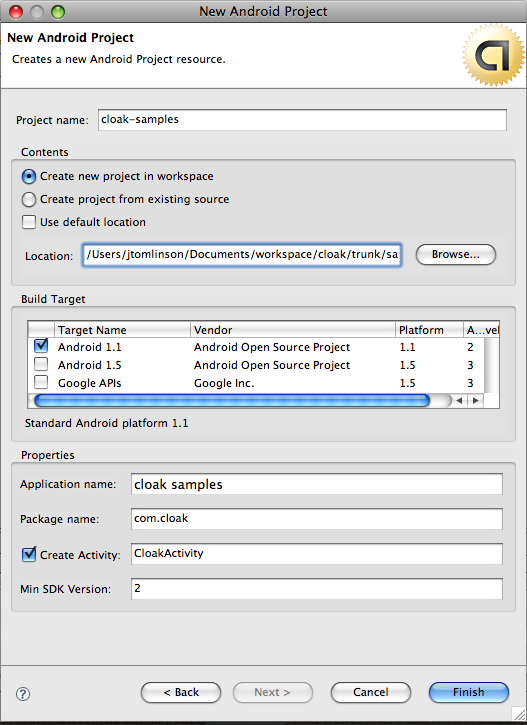 New Android Project
New Android Project
Creates a new Android Project resource.
Project name: cloak-samples
Contents
Create new project in workspace
Create project from existing source
Use default location
Location: /Users/jtomlinson/Documents/workspace/cloak/trunk/sa Browse...
Build Target
Target Name Vendor Platform A...vel
Android 1.1 Android Open Source Project 1.1 2
Android 1.5 Android Open Source Project 1.5 3
Google APIs Google Inc. 1.5 3
Standard Android platform 1.1
Properties
Application name: cloak samples
Package name: com.cloak
Create Activity: CloakActivity
Min SDK Version: 2
? < Back Next > Cancel Finish